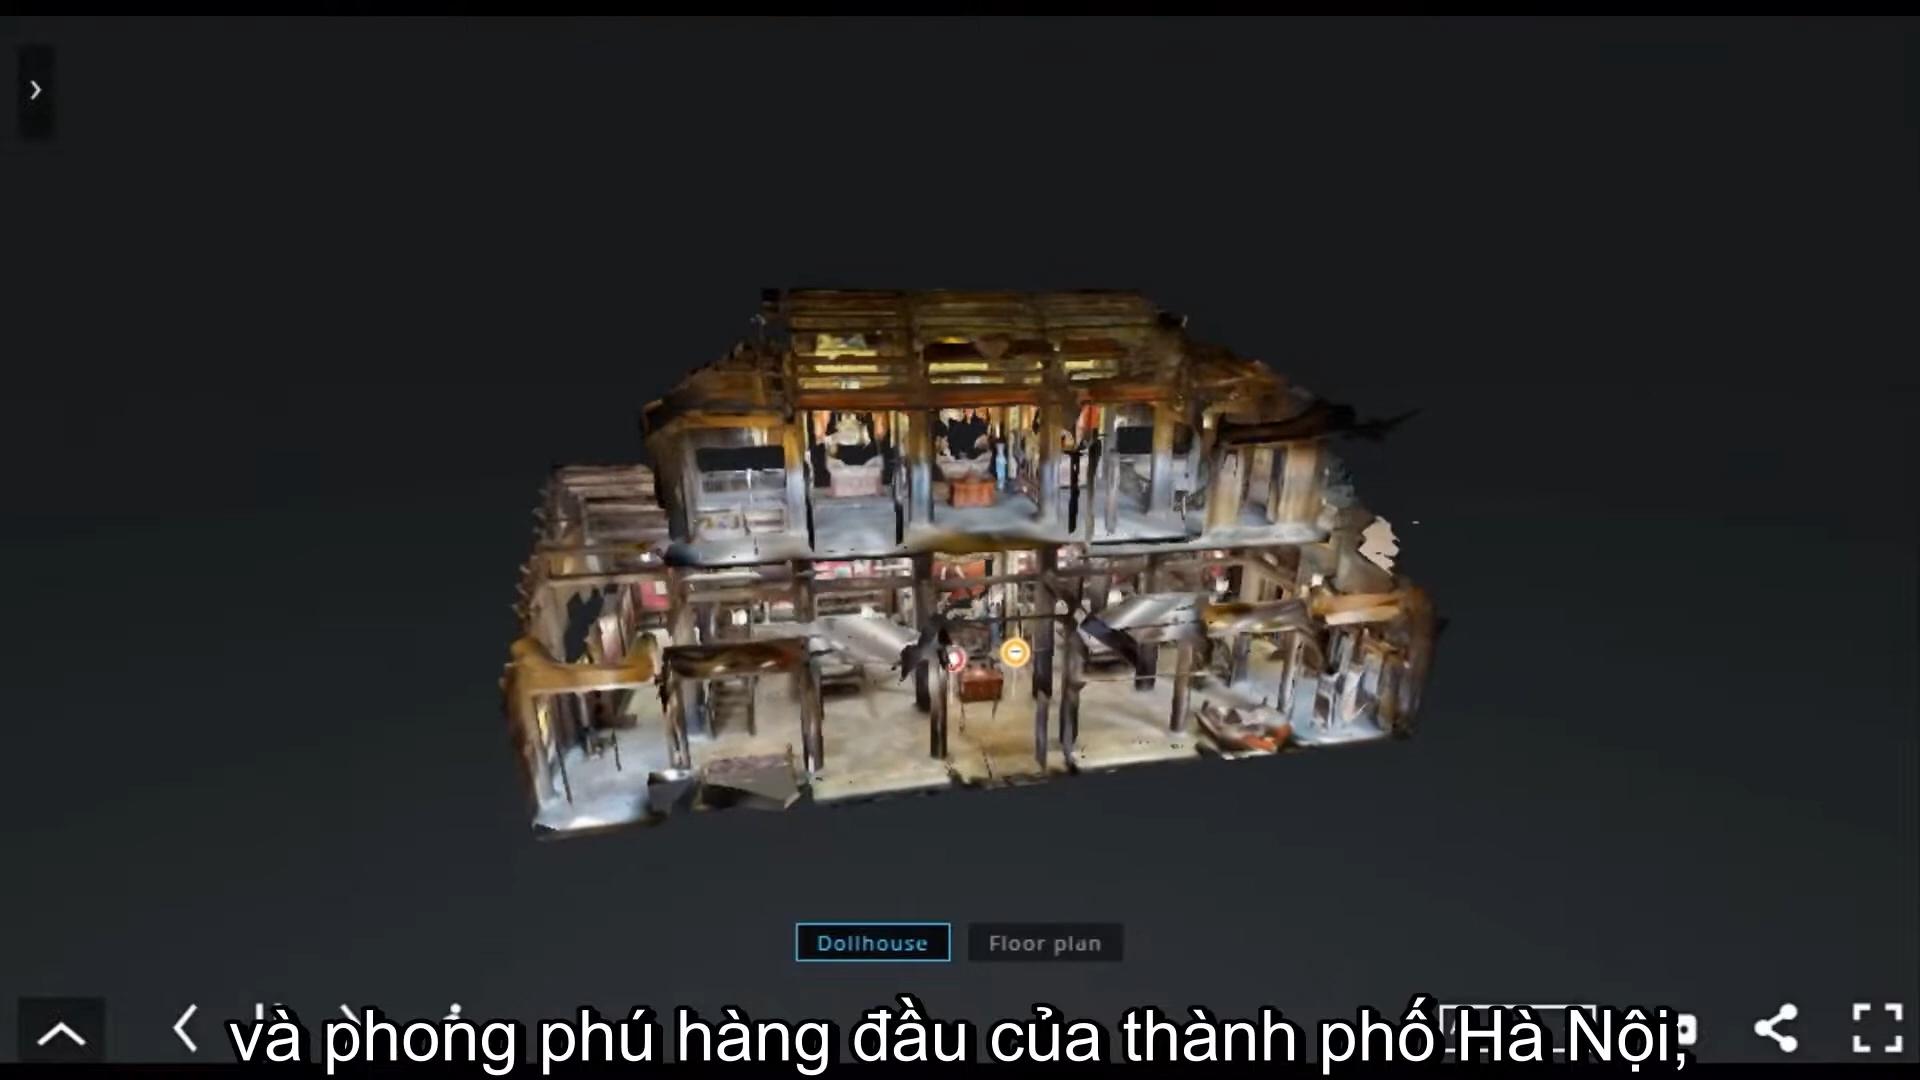 Dollhouse
Floor plan
và phong phú hàng đầu của thành phố Hà Nội,